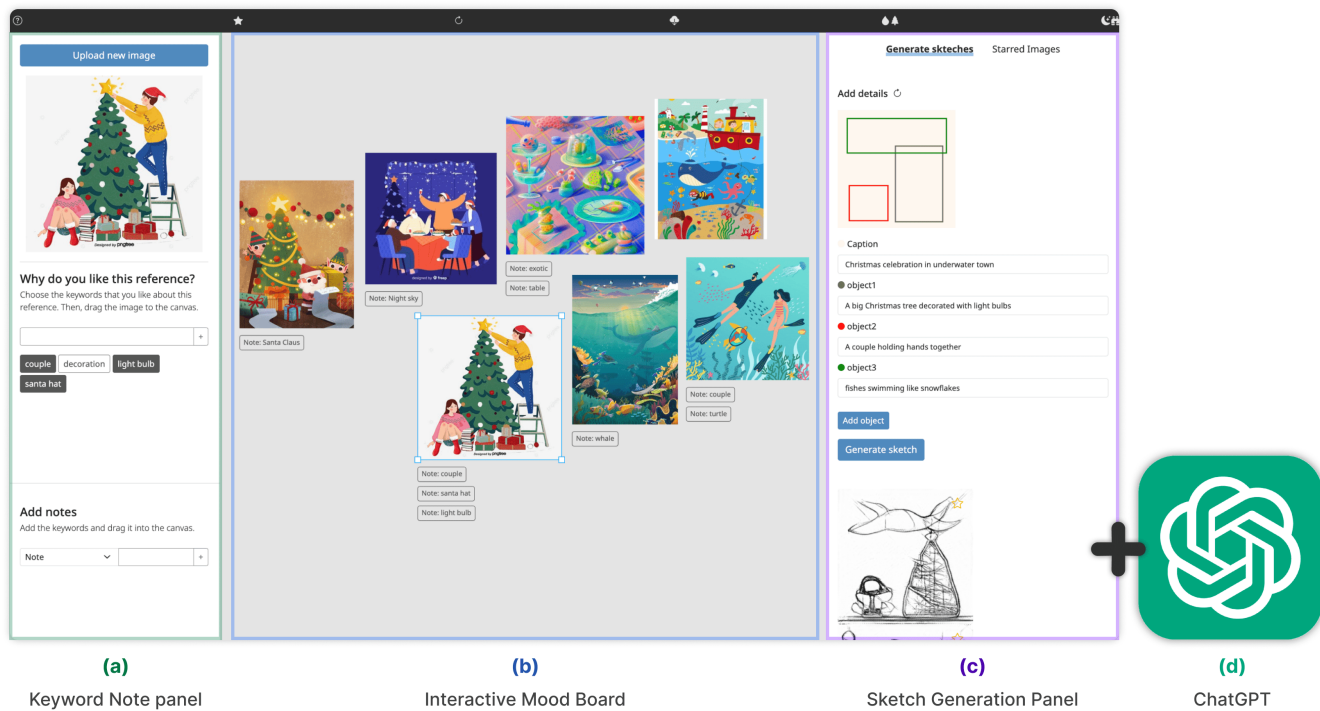 Upload new image
Designed by pngtree
Why do you like this reference?
Choose the keywords that you like about this
reference. Then, drag the image to the canvas.
+
couple
decoration
light bulb
santa hat
Add notes
Add the keywords and drag it into the canvas.
Note
+
Note: Santa Claus
Note: Night sky
Note: exotic
Note: table
Note: couple
Note: santa hat
Note: light bulb
Note: whale
Note: couple
Note: turtle
Generate skteches
Starred Images
Add details
Caption
Christmas celebration in underwater town
object1
A big Christmas tree decorated with light bulbs
object2
A couple holding hands together
object3
fishes swimming like snowflakes
Add object
Generate sketch
(a)
Keyword Note panel
(b)
Interactive Mood Board
(c)
Sketch Generation Panel
(d)
ChatGPT